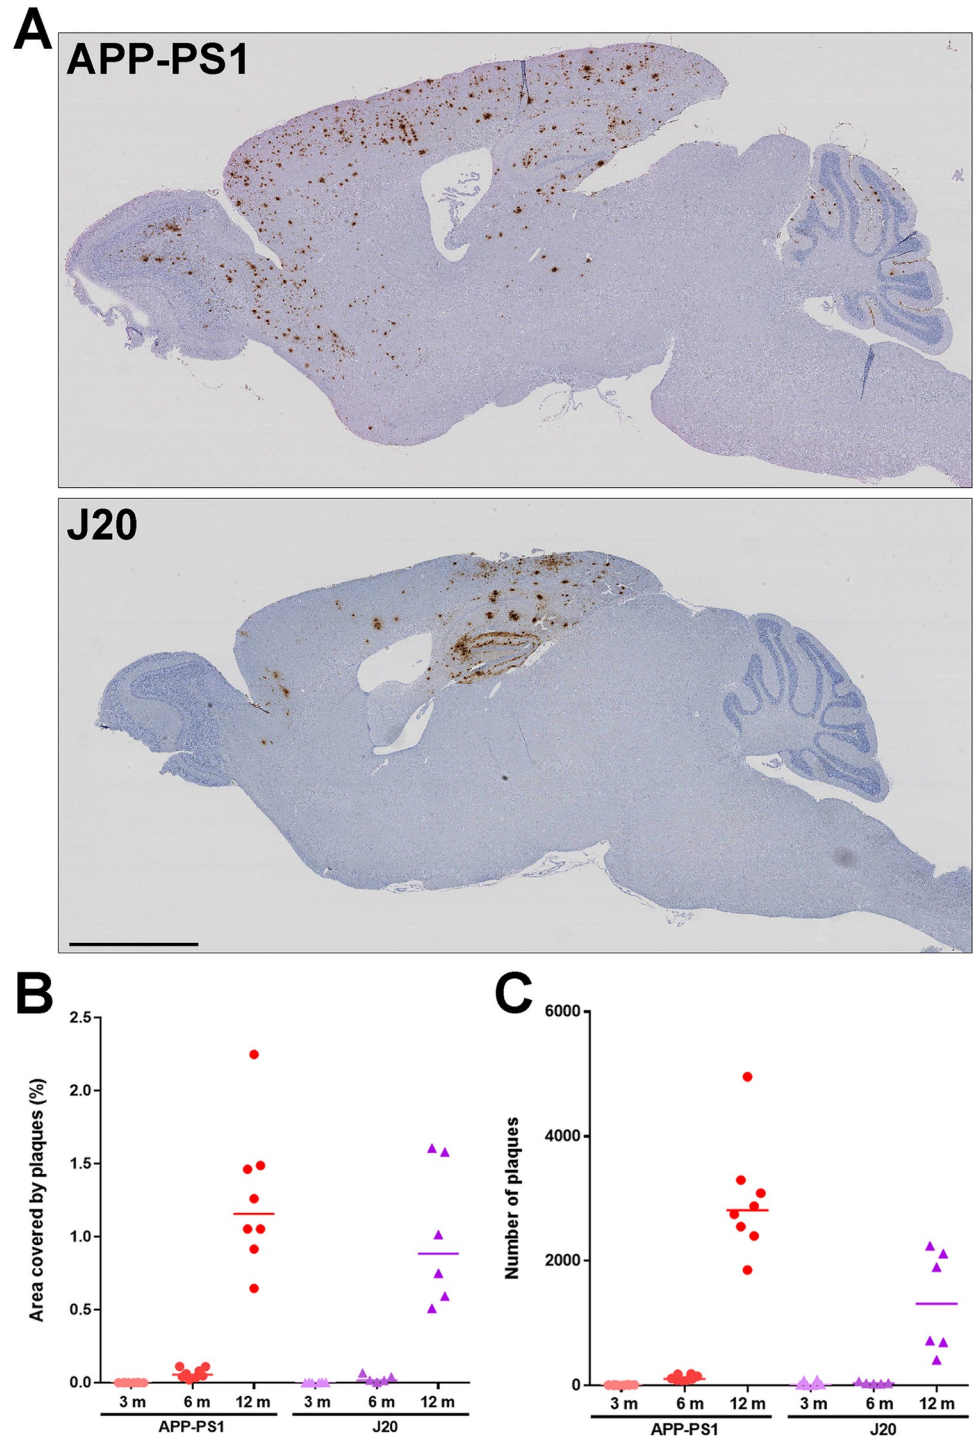 A
APP-PS1
J20
B
Area covered by plaques (%)
2.5
2.0
1.5
1.0
0.5
0.0
3 m 6 m 12 m 3 m 6 m 12 m
APP-PS1 J20
C
Number of plaques
6000
4000
2000
0
3 m 6 m 12 m 3 m 6 m 12 m
APP-PS1 J20